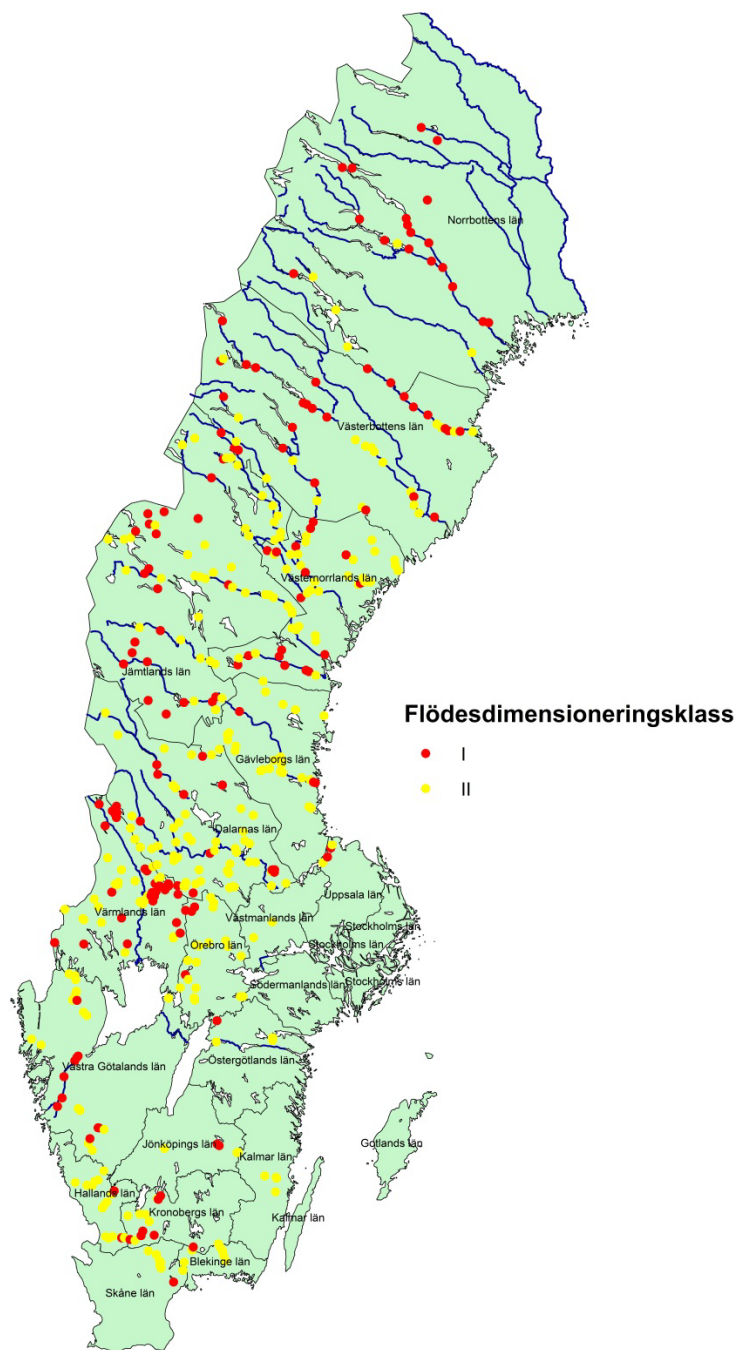 Norrbottens län
Västerbottens län
Västernorrlands län
Jämtlands län
Flödesdimensioneringsklass
I
II
Gävleborgs län
Dalarnas län
Uppsala län
Värmlands län
Västmanlands län
Stockholms län
Örebro län
Stockholms län
Södermanlands län
Stockholms län
Västra Götalands län
Östergötlands län
Jönköpings län
Gotlands län
Kalmar län
Hallands län
Kronobergs län
Kalmar län
Blekinge län
Skåne län